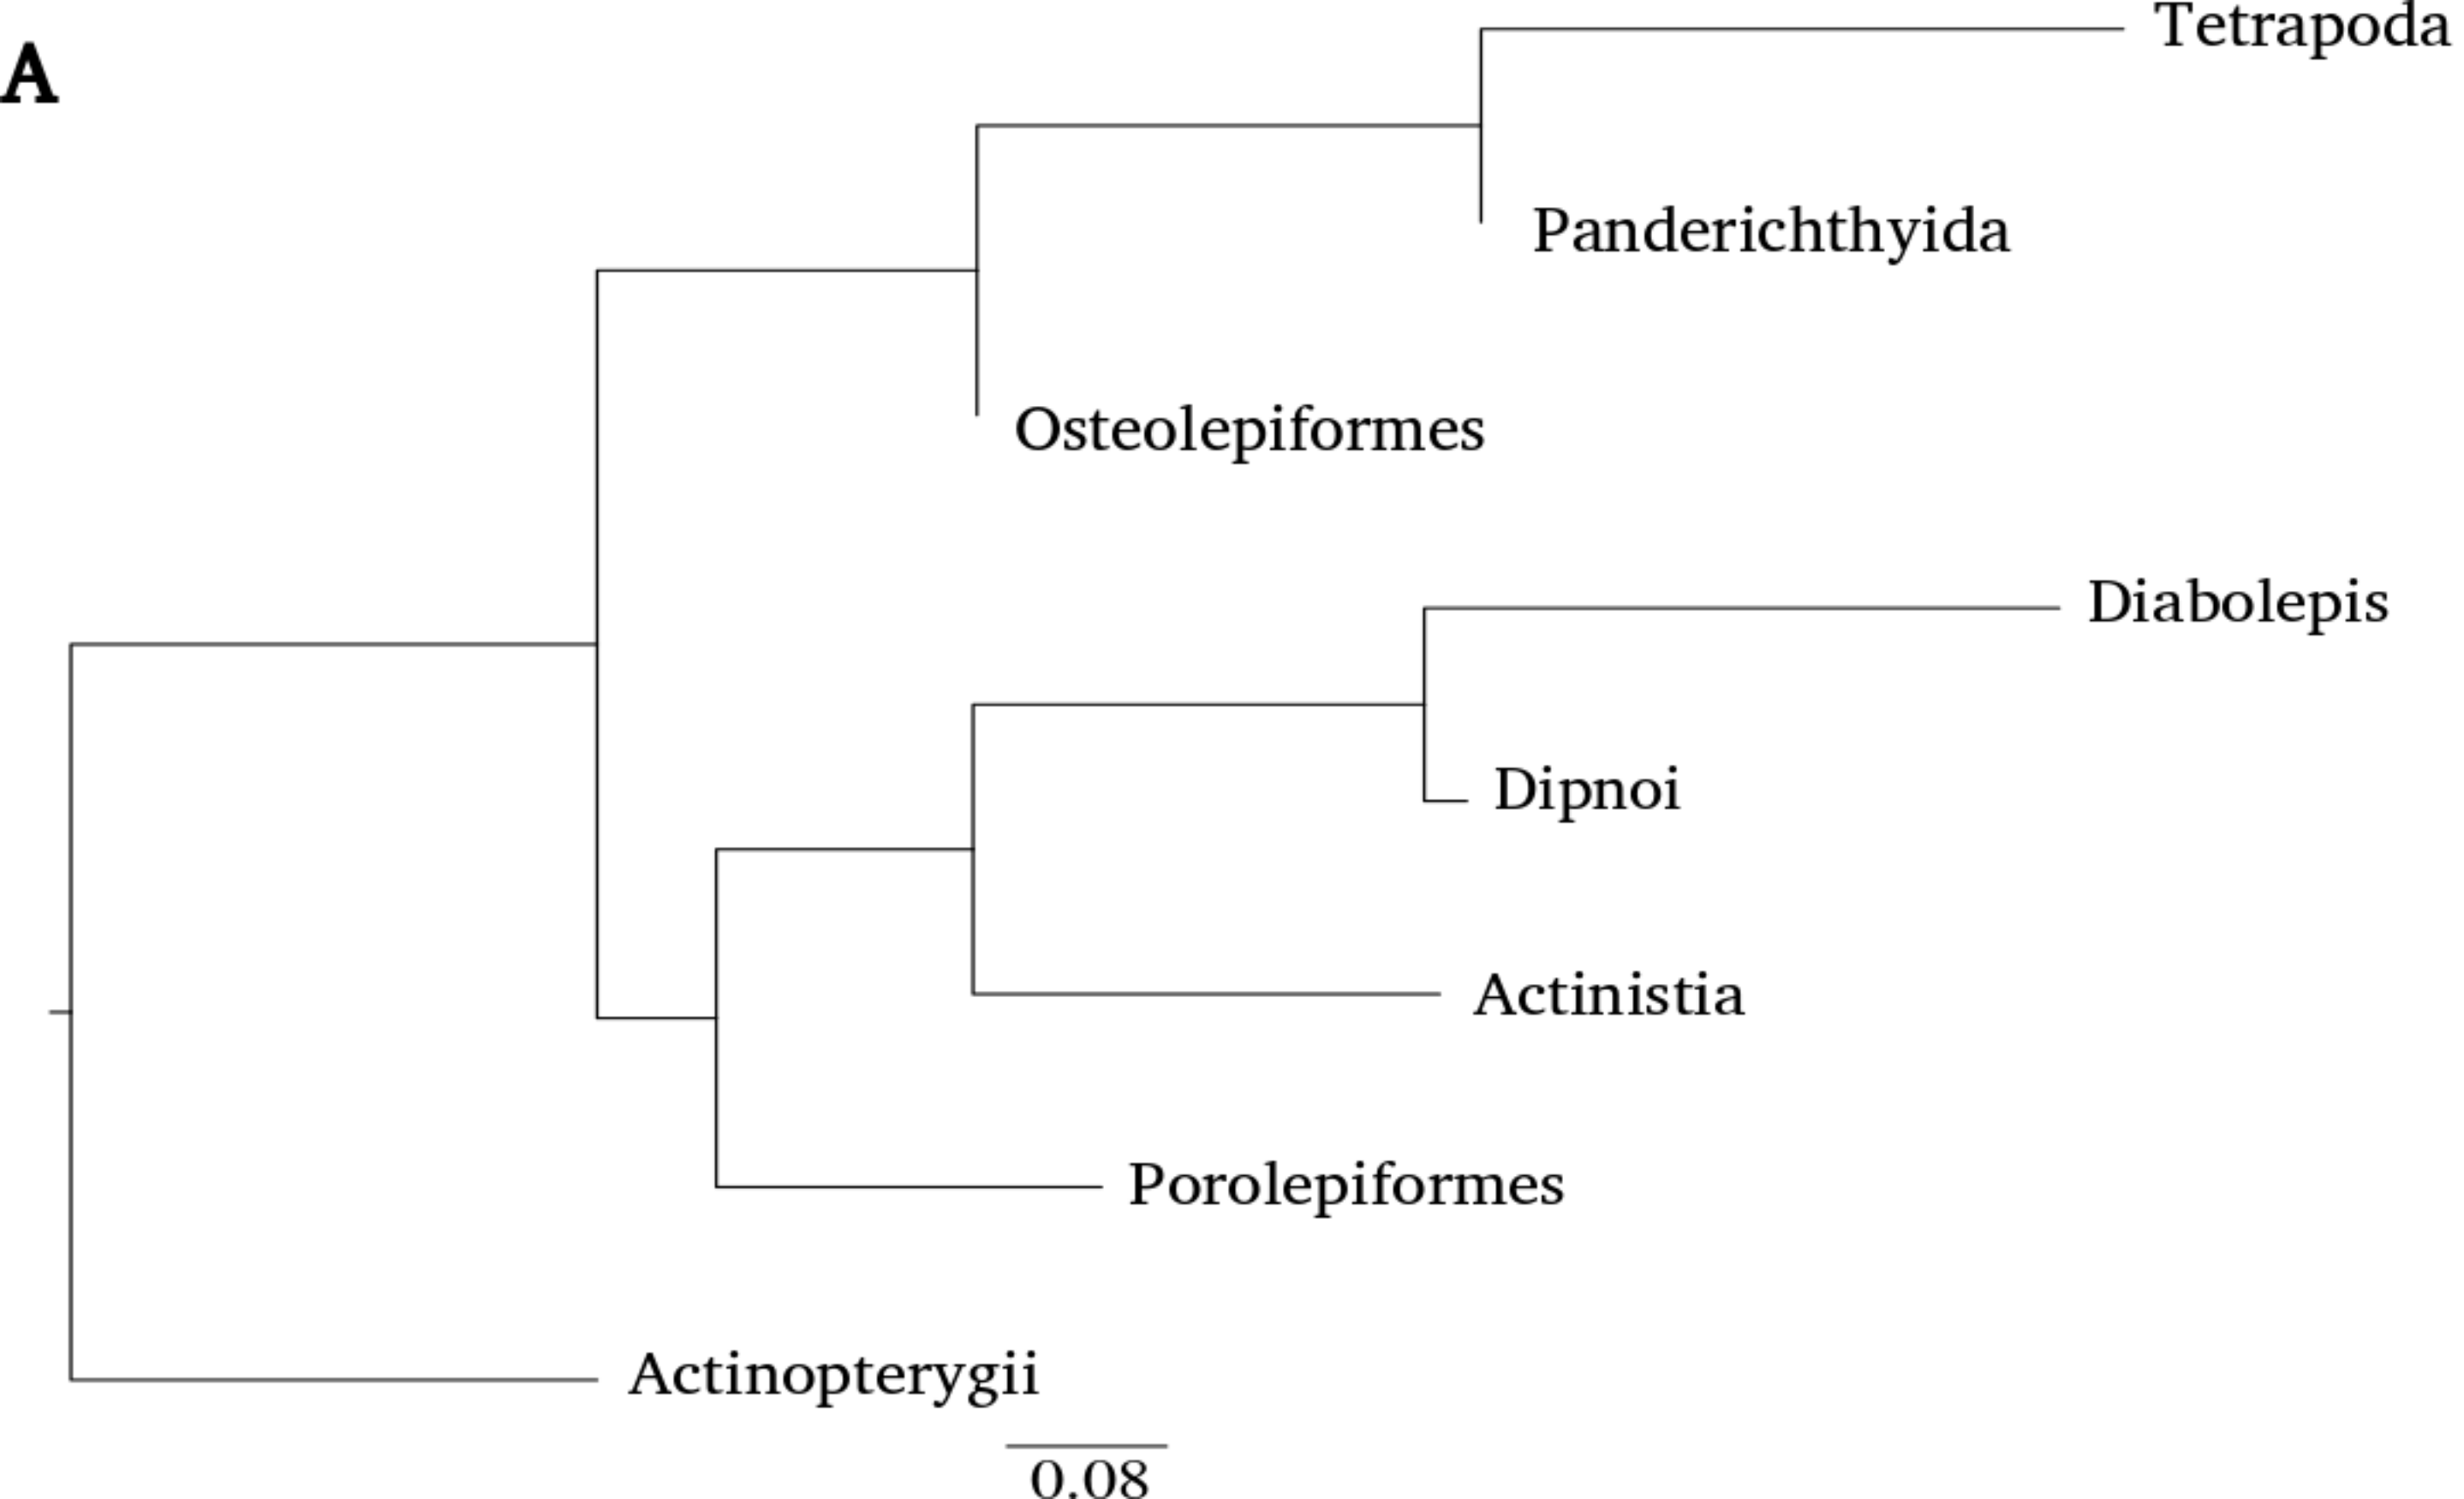 A
Tetrapoda
Panderichthyida
Osteolepiformes
Diabolepis
Dipnoi
Actinistia
Porolepiformes
Actinopterygii
0.08